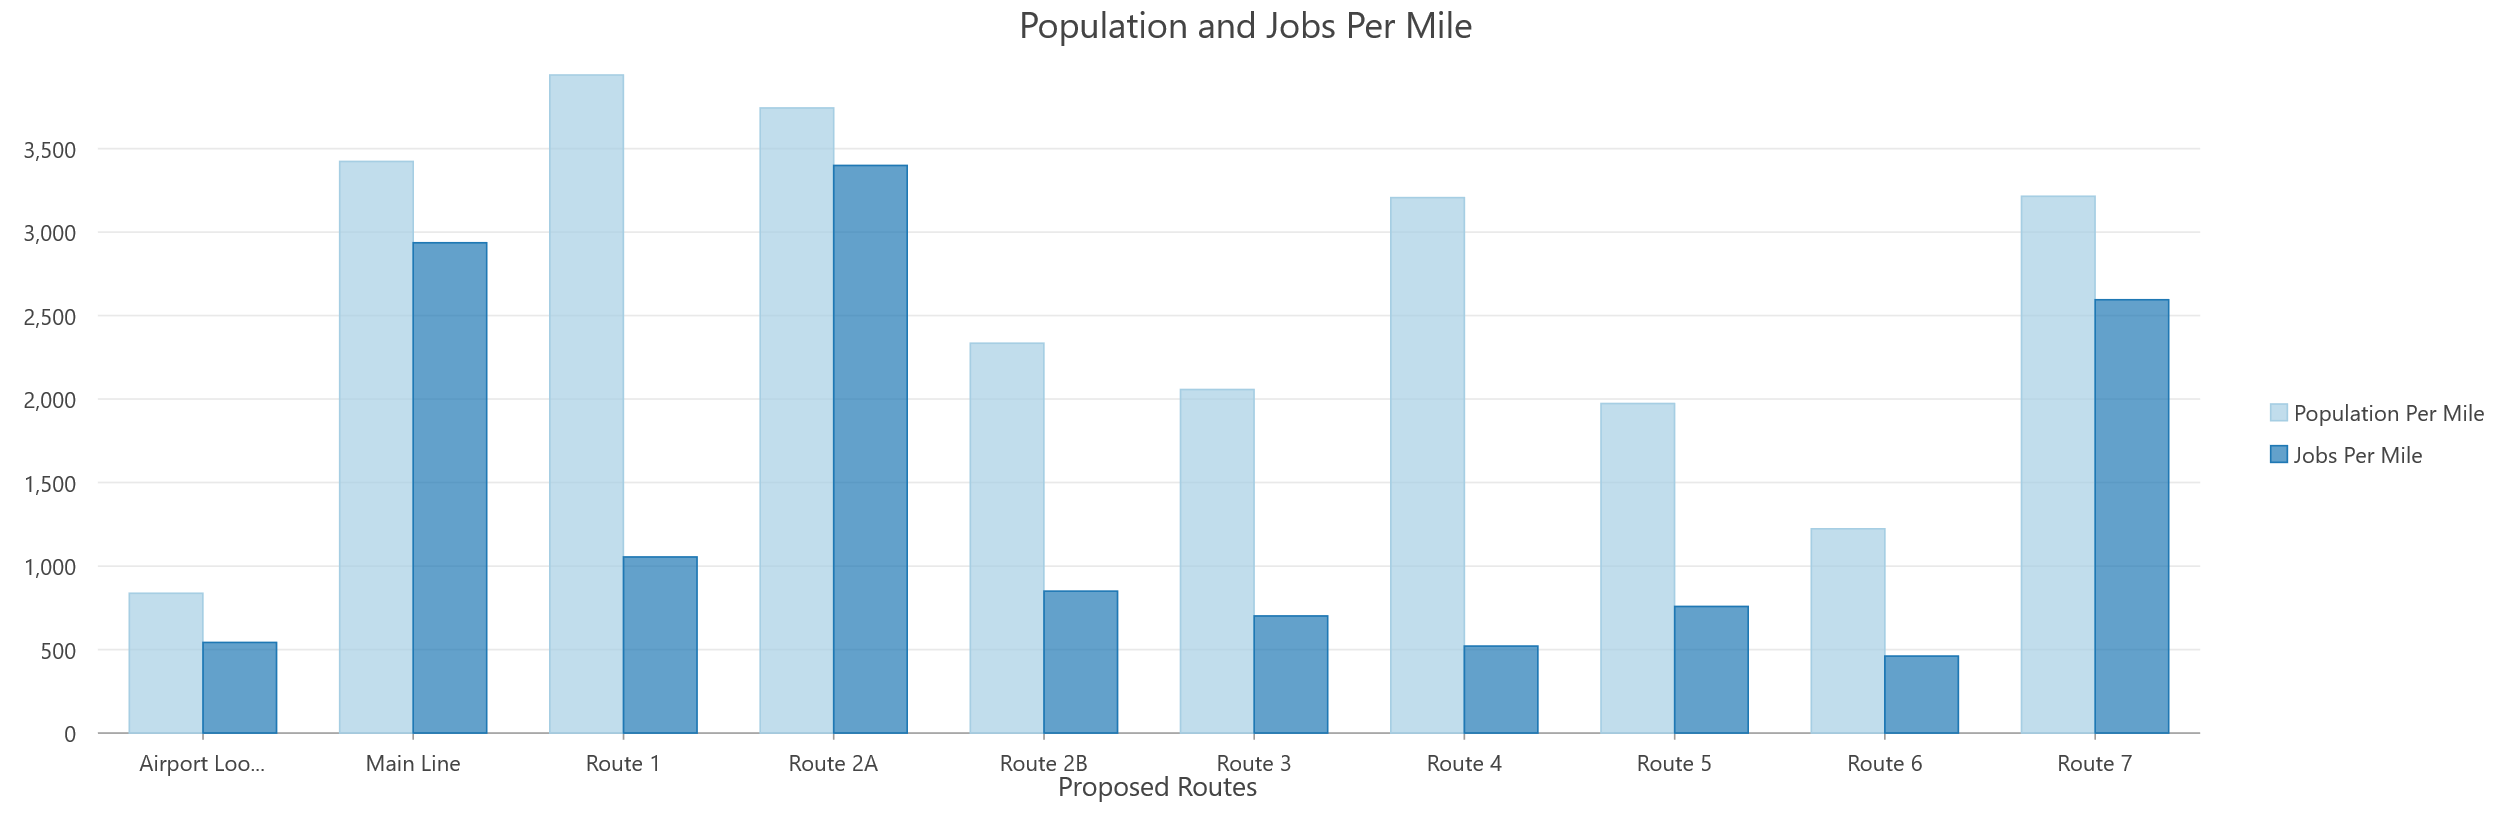 Population and Jobs Per Mile
3,500
3,000
2,500
2,000
1,500
1,000
500
0
Airport Loo... Main Line Route 1 Route 2A Route 2B Route 3 Route 4 Route 5 Route 6 Route 7
Proposed Routes
Population Per Mile
Jobs Per Mile